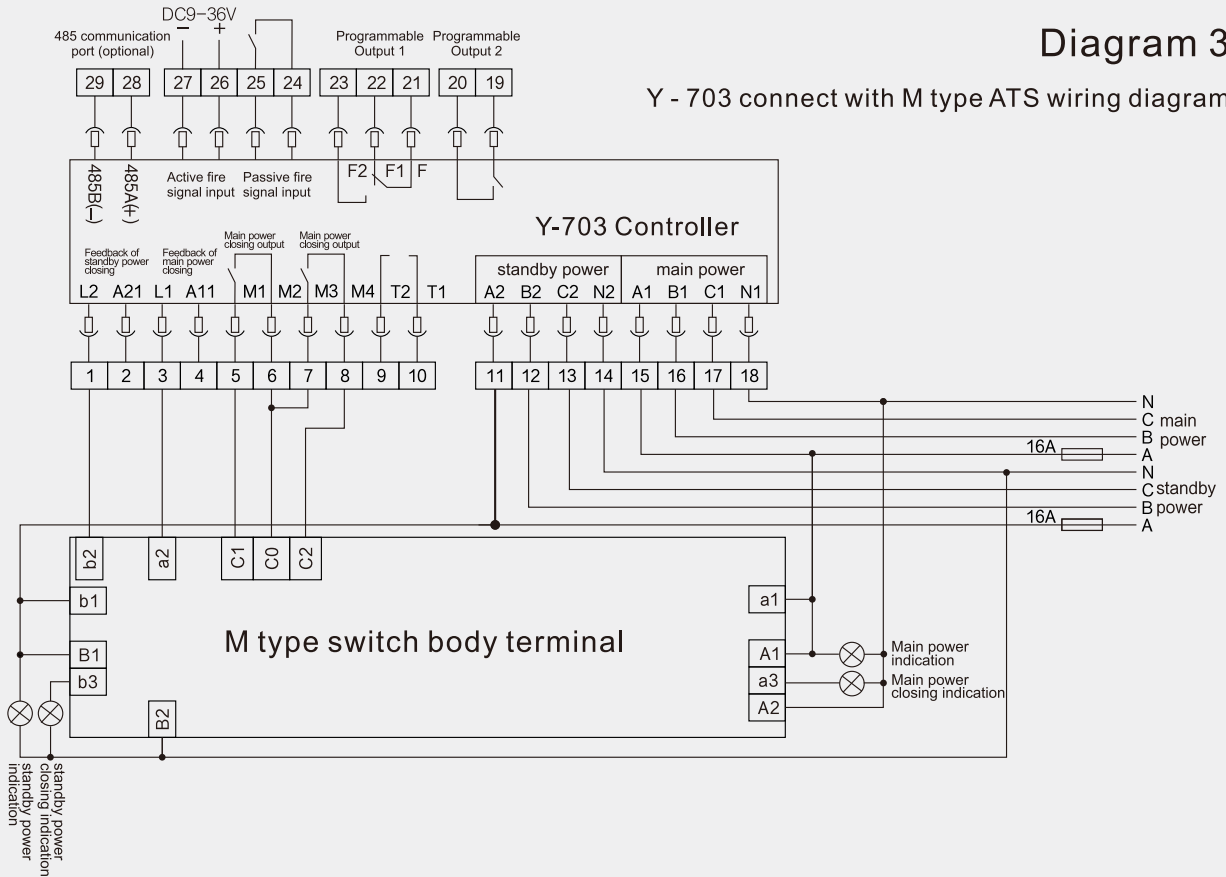 Diagram 3
Y - 703 connect with M type ATS wiring diagram
DC9-36V
− +
485 communication
port (optional)
Programmable
Output 1
Programmable
Output 2
29 28 27 26 25 24 23 22 21 20 19
485B(−)
485A(+)
Active fire
signal input
Passive fire
signal input
F2 F1 F
Y-703 Controller
Feedback of
standby power
closing
Feedback of
main power
closing
Main power
closing output
Main power
closing output
standby power
main power
L2 A21 L1 A11 M1 M2 M3 M4 T2 T1 A2 B2 C2 N2 A1 B1 C1 N1
1 2 3 4 5 6 7 8 9 10 11 12 13 14 15 16 17 18
N
C
B
A
main
power
16A
N
C
B
A
standby
power
16A
b2 a2 C1 C0 C2
b1
B1
b3
B2
M type switch body terminal
a1
A1
a3
A2
Main power
indication
Main power
closing indication
standby power
closing indication
standby power
indication